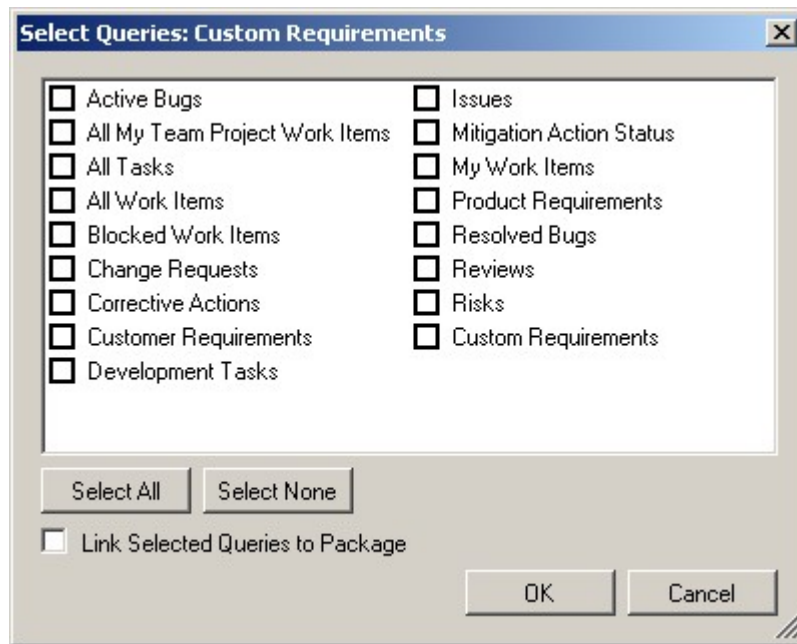 Select Queries: Custom Requirements
Active Bugs
All My Team Project Work Items
All Tasks
All Work Items
Blocked Work Items
Change Requests
Corrective Actions
Customer Requirements
Development Tasks
Issues
Mitigation Action Status
My Work Items
Product Requirements
Resolved Bugs
Reviews
Risks
Custom Requirements
Select All
Select None
Link Selected Queries to Package
OK
Cancel